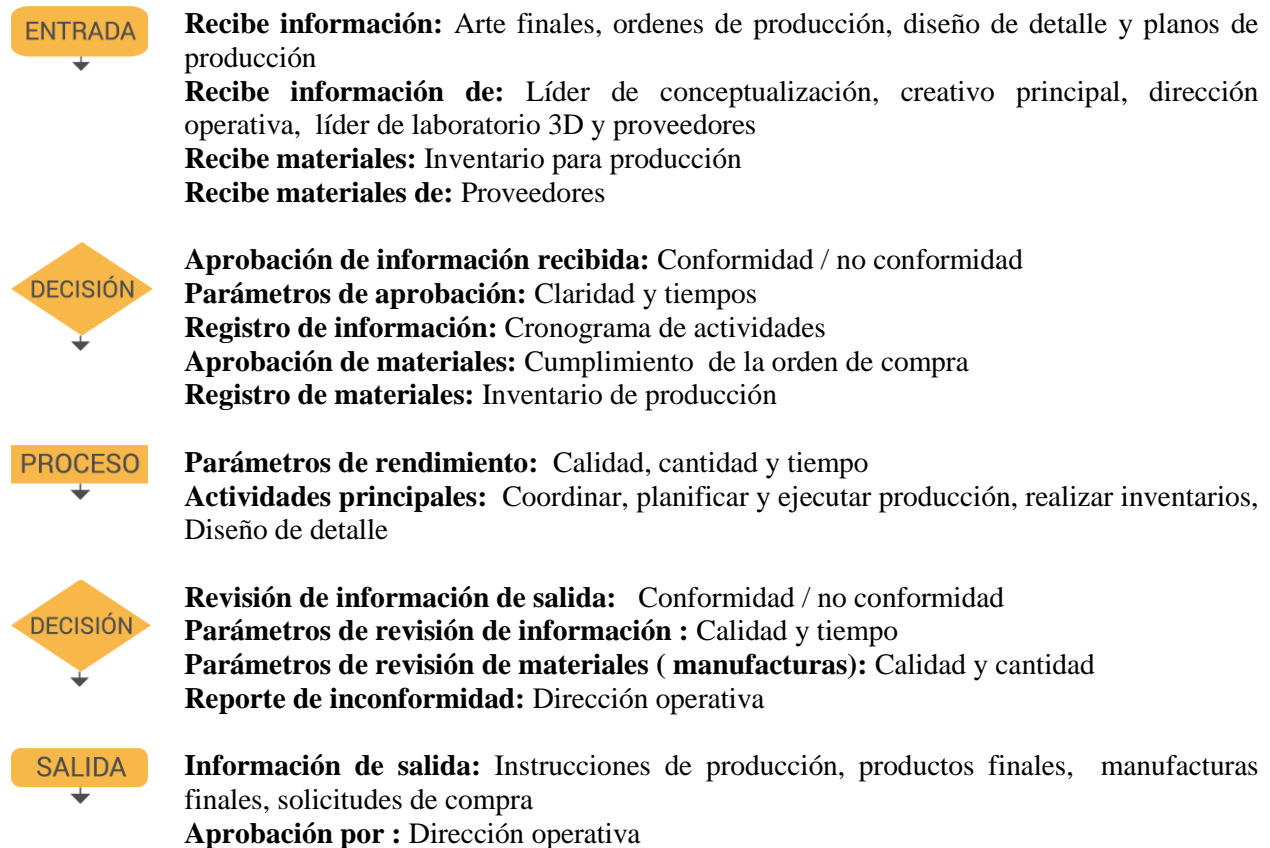 ENTRADA
Recibe información: Arte finales, ordenes de producción, diseño de detalle y planos de
producción
Recibe información de: Líder de conceptualización, creativo principal, dirección
operativa, líder de laboratorio 3D y proveedores
Recibe materiales: Inventario para producción
Recibe materiales de: Proveedores
DECISIÓN
Aprobación de información recibida: Conformidad / no conformidad
Parámetros de aprobación: Claridad y tiempos
Registro de información: Cronograma de actividades
Aprobación de materiales: Cumplimiento de la orden de compra
Registro de materiales: Inventario de producción
PROCESO
Parámetros de rendimiento: Calidad, cantidad y tiempo
Actividades principales: Coordinar, planificar y ejecutar producción, realizar inventarios,
Diseño de detalle
DECISIÓN
Revisión de información de salida: Conformidad / no conformidad
Parámetros de revisión de información : Calidad y tiempo
Parámetros de revisión de materiales ( manufacturas): Calidad y cantidad
Reporte de inconformidad: Dirección operativa
SALIDA
Información de salida: Instrucciones de producción, productos finales, manufacturas
finales, solicitudes de compra
Aprobación por : Dirección operativa